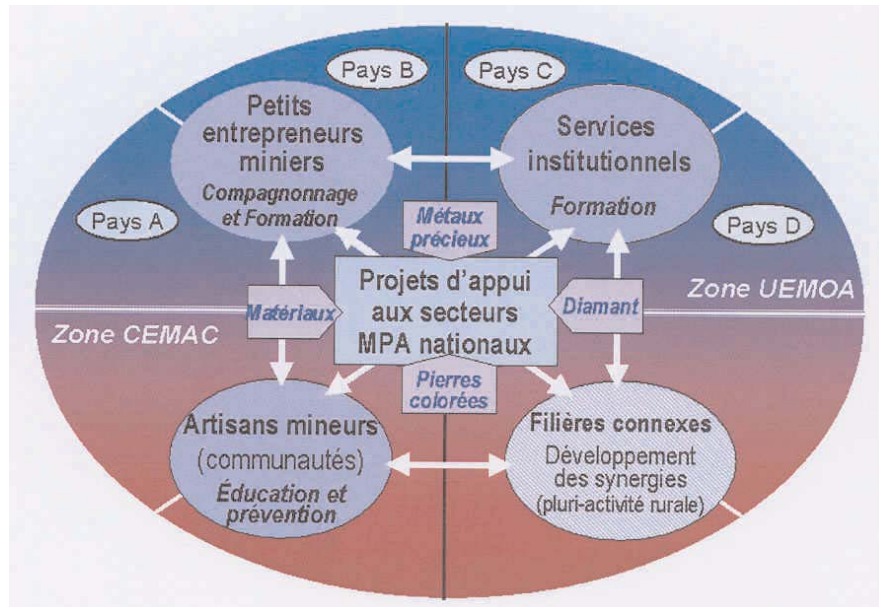 Pays B
Pays C
Petits
entrepreneurs
miniers
Compagnonnage
et Formation
Services
institutionnels
Formation
Pays A
Pays D
Métaux
précieux
Projets d'appui
aux secteurs
MPA nationaux
Matériaux
Diamant
Zone UEMOA
Zone CEMAC
Pierres
colorées
Artisans mineurs
(communautés)
Éducation et
prévention
Filières connexes
Développement
des synergies
(pluri-activité rurale)